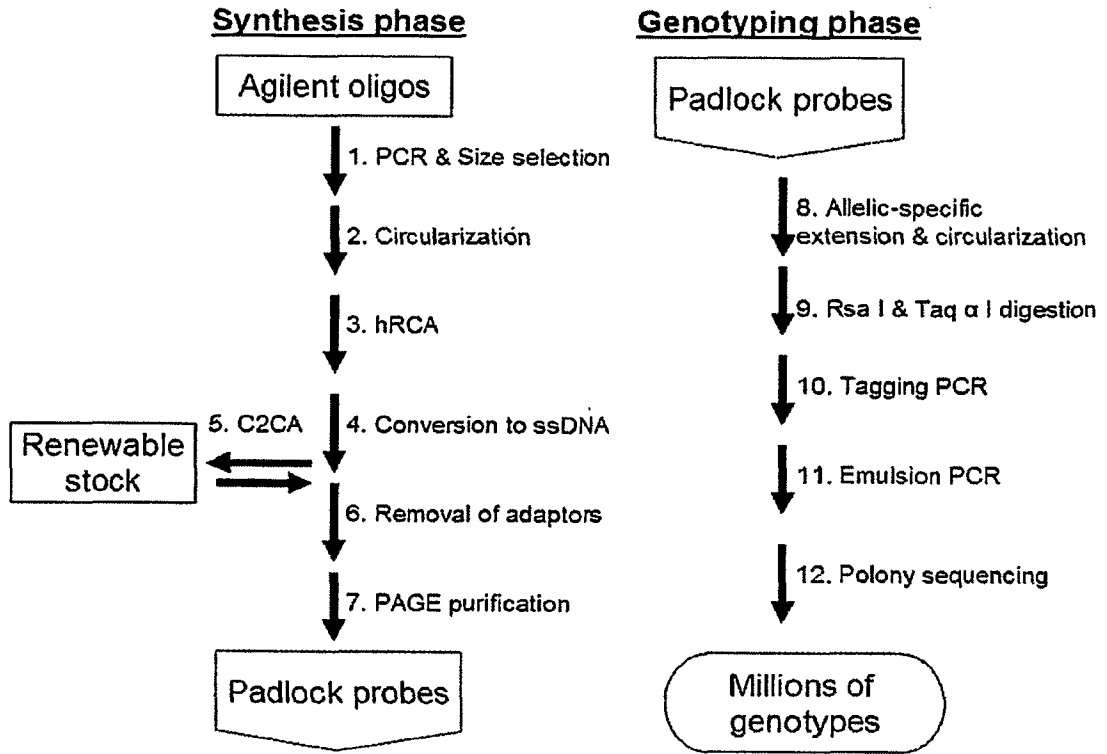 Synthesis phase
Agilent oligos
1. PCR & Size selection
2. Circularization
3. hRCA
5. C2CA
4. Conversion to ssDNA
Renewable
stock
6. Removal of adaptors
7. PAGE purification
Padlock probes
Genotyping phase
Padlock probes
8. Allelic-specific
extension & circularization
9. Rsa I & Taq α I digestion
10. Tagging PCR
11. Emulsion PCR
12. Polony sequencing
Millions of
genotypes